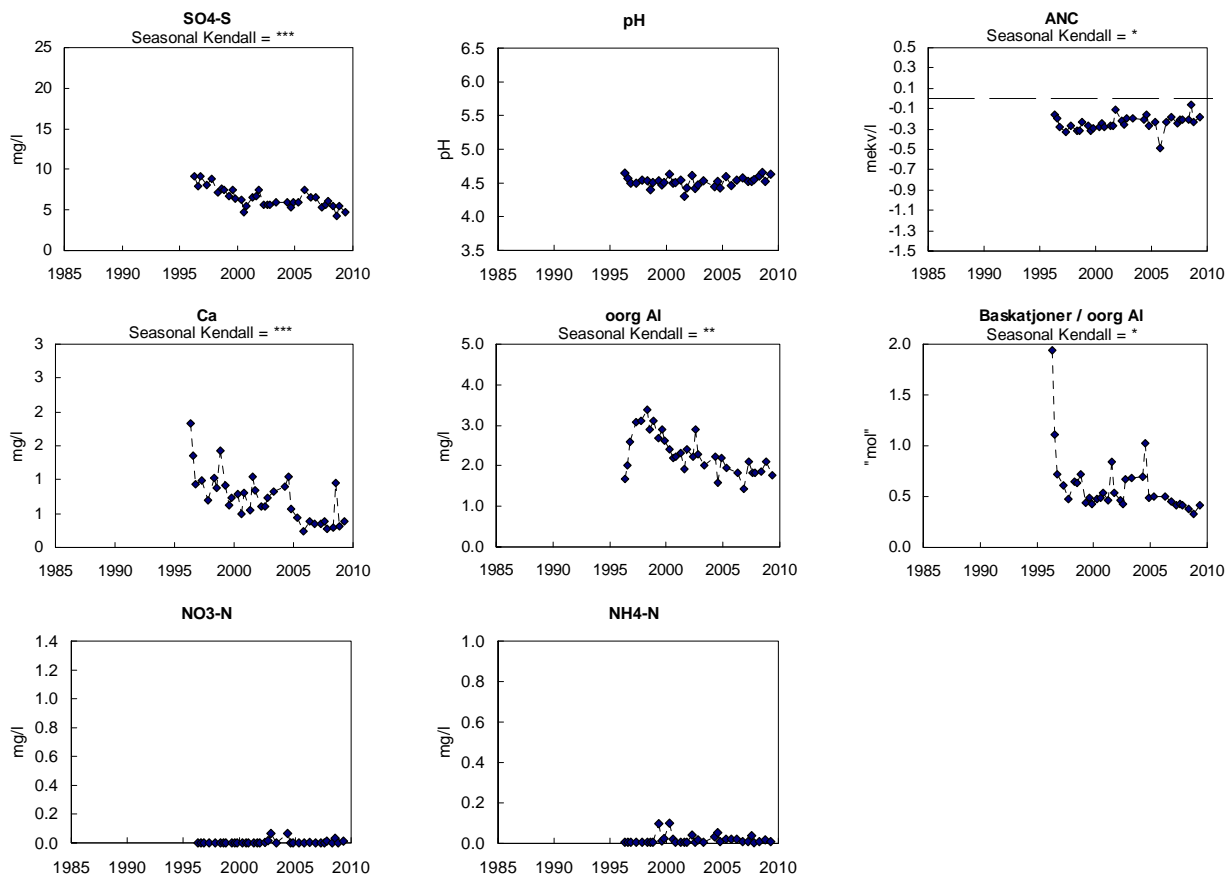 SO4-S
Seasonal Kendall = ***
25
20
15
10
5
0
mg/l
1985 1990 1995 2000 2005 2010
pH
6.5
6.0
5.5
5.0
4.5
4.0
3.5
pH
1985 1990 1995 2000 2005 2010
ANC
Seasonal Kendall = *
0.5
0.3
0.1
-0.1
-0.3
-0.5
-0.7
-0.9
-1.1
-1.3
-1.5
mekv/l
1985 1990 1995 2000 2005 2010
Ca
Seasonal Kendall = ***
3
3
2
2
1
1
0
mg/l
1985 1990 1995 2000 2005 2010
oorg Al
Seasonal Kendall = **
5.0
4.0
3.0
2.0
1.0
0.0
mg/l
1985 1990 1995 2000 2005 2010
Baskatjoner / oorg Al
Seasonal Kendall = *
2.0
1.5
1.0
0.5
0.0
"mol"
1985 1990 1995 2000 2005 2010
NO3-N
1.4
1.2
1.0
0.8
0.6
0.4
0.2
0.0
mg/l
1985 1990 1995 2000 2005 2010
NH4-N
1.0
0.8
0.6
0.4
0.2
0.0
mg/l
1985 1990 1995 2000 2005 2010